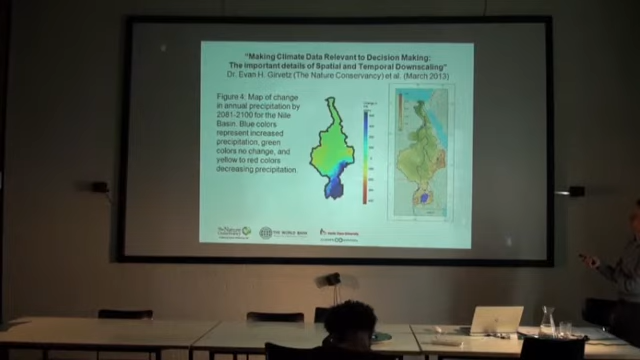 "Making Climate Data Relevant to Decision Making:
The important details of Spatial and Temporal Downscaling"
Dr. Evan H. Girvetz (The Nature Conservancy) et al. (March 2013)
Figure 4: Map of change
in annual precipitation by
2081-2100 for the Nile
Basin. Blue colors
represent increased
precipitation, green
colors no change, and
yellow to red colors
decreasing precipitation.
THE WORLD BANK